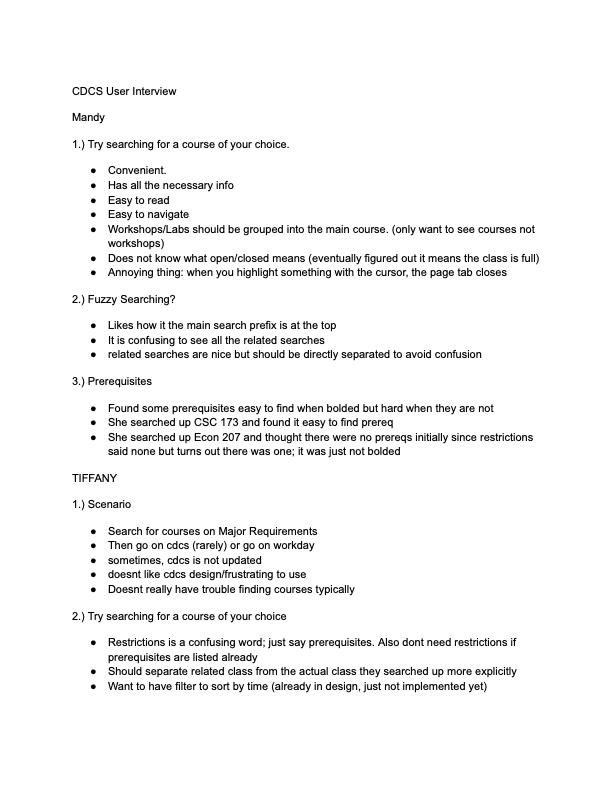 CDCS User Interview
Mandy
1.) Try searching for a course of your choice.
● Convenient.
● Has all the necessary info
● Easy to read
● Easy to navigate
● Workshops/Labs should be grouped into the main course. (only want to see courses not
workshops)
● Does not know what open/closed means (eventually figured out it means the class is full)
● Annoying thing: when you highlight something with the cursor, the page tab closes
2.) Fuzzy Searching?
● Likes how it the main search prefix is at the top
● It is confusing to see all the related searches
● related searches are nice but should be directly separated to avoid confusion
3.) Prerequisites
● Found some prerequisites easy to find when bolded but hard when they are not
● She searched up CSC 173 and found it easy to find prereq
● She searched up Econ 207 and thought there were no prereqs initially since restrictions
said none but turns out there was one; it was just not bolded
TIFFANY
1.) Scenario
● Search for courses on Major Requirements
● Then go on cdcs (rarely) or go on workday
● sometimes, cdcs is not updated
● doesnt like cdcs design/frustrating to use
● Doesnt really have trouble finding courses typically
2.) Try searching for a course of your choice
● Restrictions is a confusing word; just say prerequisites. Also dont need restrictions if
prerequisites are listed already
● Should separate related class from the actual class they searched up more explicitly
● Want to have filter to sort by time (already in design, just not implemented yet)